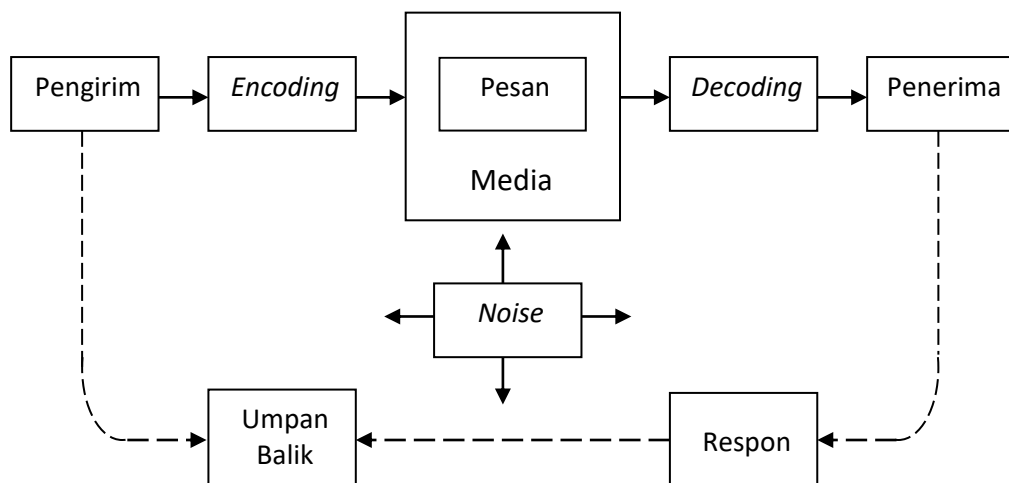 Pengirim
Encoding
Pesan
Media
Decoding
Penerima
Noise
Umpan
Balik
Respon